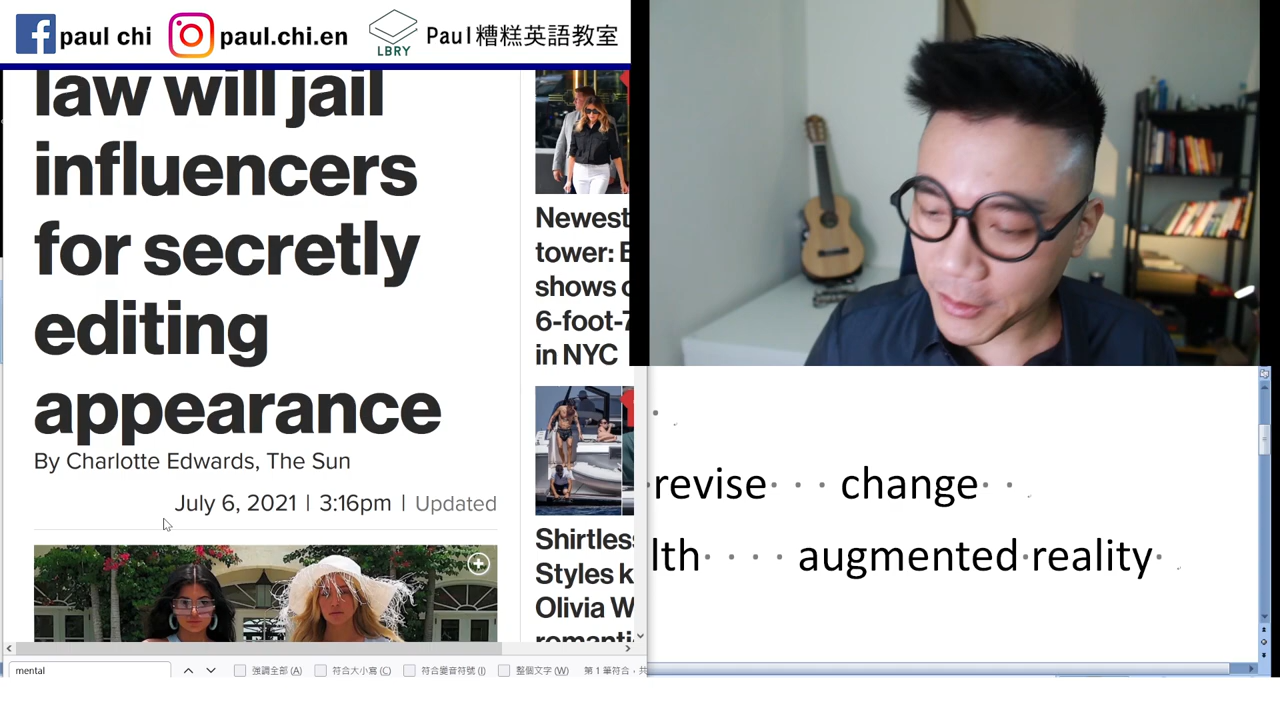 paul chi
paul.chi.en
LBRY
Paul糟糕英語教室
law will jail
influencers
for secretly
editing
appearance
By Charlotte Edwards, The Sun
July 6, 2021 | 3:16pm | Updated
Newest
tower:
shows
6-foot-7
in NYC
Shirtless
Styles
Olivia W
romanti
revise change
lth augmented reality
mental
強調全部 (A)
符合大小寫 (C)
符合變音符號 (I)
整個文字 (W)
第 1 筆符合，共